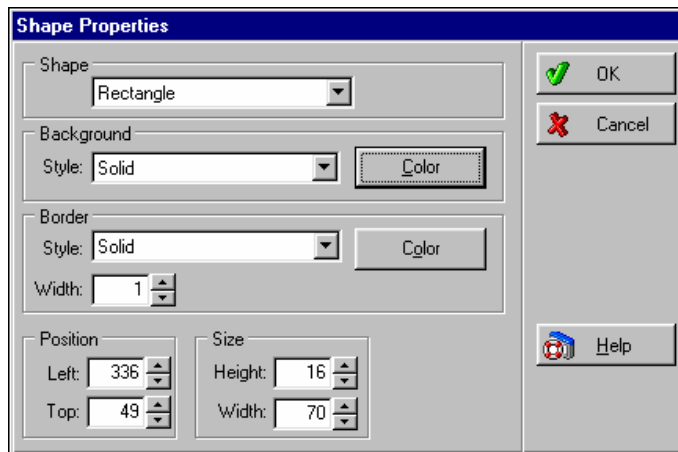 Shape Properties
Shape
Rectangle
Background
Style: Solid Color
Border
Style: Solid Color
Width: 1
Position
Left: 336
Top: 49
Size
Height: 16
Width: 70
OK
Cancel
Help